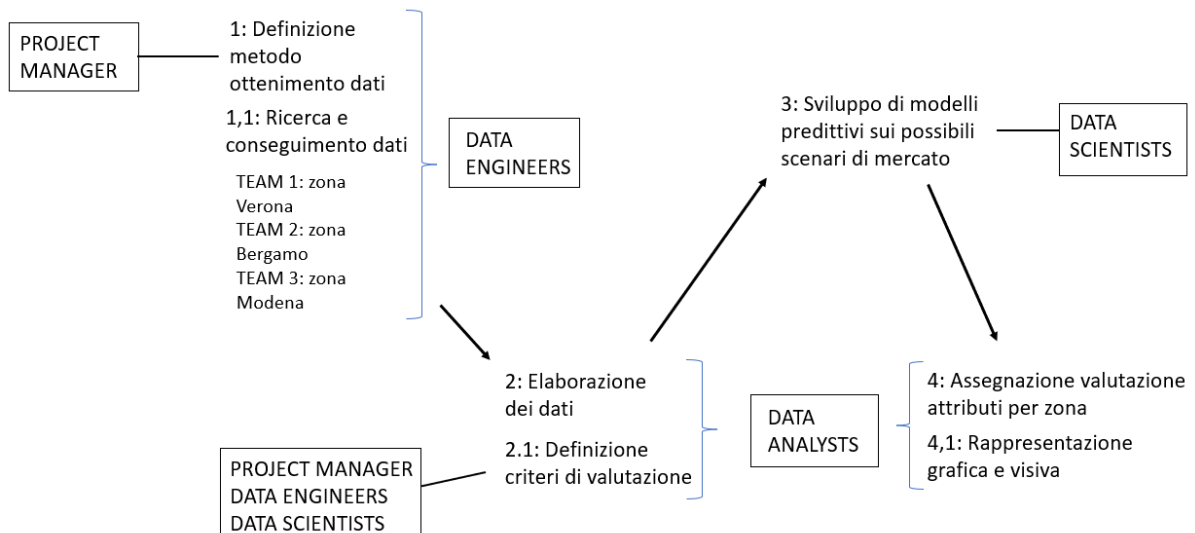 PROJECT
MANAGER
1: Definizione
metodo
ottenimento dati
1,1: Ricerca e
conseguimento dati
TEAM 1: zona
Verona
TEAM 2: zona
Bergamo
TEAM 3: zona
Modena
DATA
ENGINEERS
2: Elaborazione
dei dati
2.1: Definizione
criteri di valutazione
PROJECT MANAGER
DATA ENGINEERS
DATA SCIENTISTS
3: Sviluppo di modelli
predittivi sui possibili
scenari di mercato
DATA
SCIENTISTS
DATA
ANALYSTS
4: Assegnazione valutazione
attributi per zona
4,1: Rappresentazione
grafica e visiva